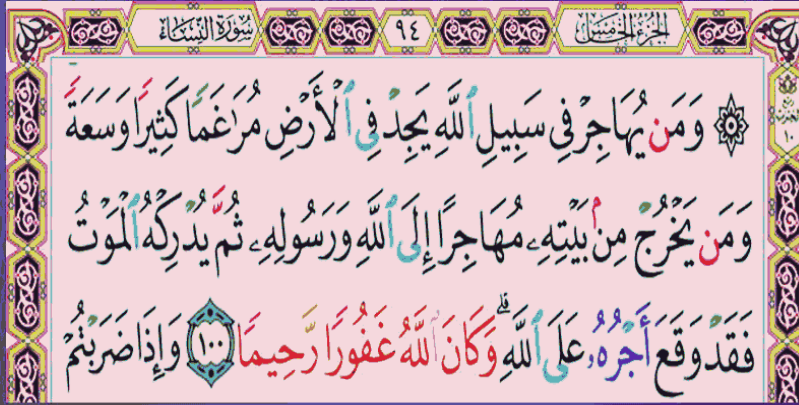 الجزء الخامس ٩٤ سورة النساء
۞ وَمَن يُهَاجِرْ فِي سَبِيلِ ٱللَّهِ يَجِدْ فِي ٱلْأَرْضِ مُرَٰغَمًا كَثِيرًا وَسَعَةً
وَمَن يَخْرُجْ مِنۢ بَيْتِهِۦ مُهَاجِرًا إِلَى ٱللَّهِ وَرَسُولِهِۦ ثُمَّ يُدْرِكْهُ ٱلْمَوْتُ
فَقَدْ وَقَعَ أَجْرُهُۥ عَلَى ٱللَّهِۗ وَكَانَ ٱللَّهُ غَفُورًا رَّحِيمًا ١٠٠ وَإِذَا ضَرَبْتُمْ